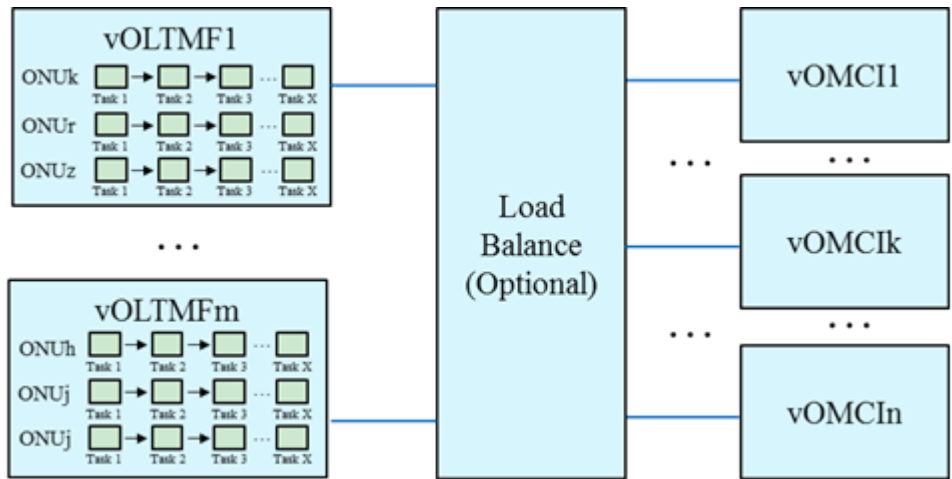 vOLTMF1
ONUk
Task 1 Task 2 Task 3 ... Task X
ONUr
Task 1 Task 2 Task 3 Task X
ONUz
Task 1 Task 2 Task 3 Task X
...
vOLTMFm
ONUh
Task 1 Task 2 Task 3 Task X
ONUj
Task 1 Task 2 Task 3 Task X
ONUj
Task 1 Task 2 Task 3 Task X
Load
Balance
(Optional)
...
...
vOMCI1
...
vOMCIk
...
vOMCIn